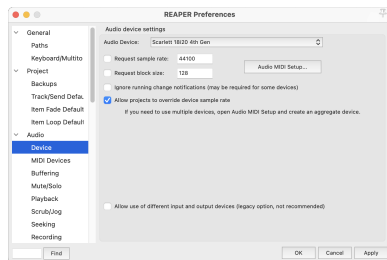 REAPER Preferences
General
Paths
Keyboard/Multito
Project
Backups
Track/Send Defau
Item Fade Default
Item Loop Default
Audio
Device
MIDI Devices
Buffering
Mute/Solo
Playback
Scrub/Jog
Seeking
Recording
Find
Audio device settings
Audio Device: Scarlett 18i20 4th Gen
Request sample rate: 44100
Request block size: 128
Audio MIDI Setup...
Ignore running change notifications (may be required for some devices)
Allow projects to override device sample rate
If you need to use multiple devices, open Audio MIDI Setup and create an aggregate device.
Allow use of different input and output devices (legacy option, not recommended)
OK Cancel Apply